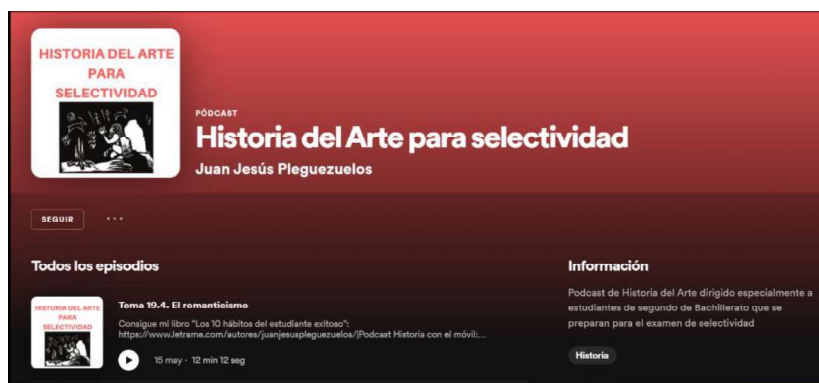 HISTORIA DEL ARTE
PARA
SELECTIVIDAD
PÓDCAST
Historia del Arte para selectividad
Juan Jesús Pleguezuelos
SEGUIR
Todos los episodios
HISTORIA DEL ARTE
PARA
SELECTIVIDAD
Tema 19.4. El romanticismo
Consigue mi libro "Los 10 hábitos del estudiante exitoso":
https://www.letrame.com/autores/juanjesuspleguezuelos/|Podcast Historia con el móvil:...
15 may · 12 min 12 seg
Información
Podcast de Historia del Arte dirigido especialmente a
estudiantes de segundo de Bachillerato que se
preparan para el examen de selectividad
Historia